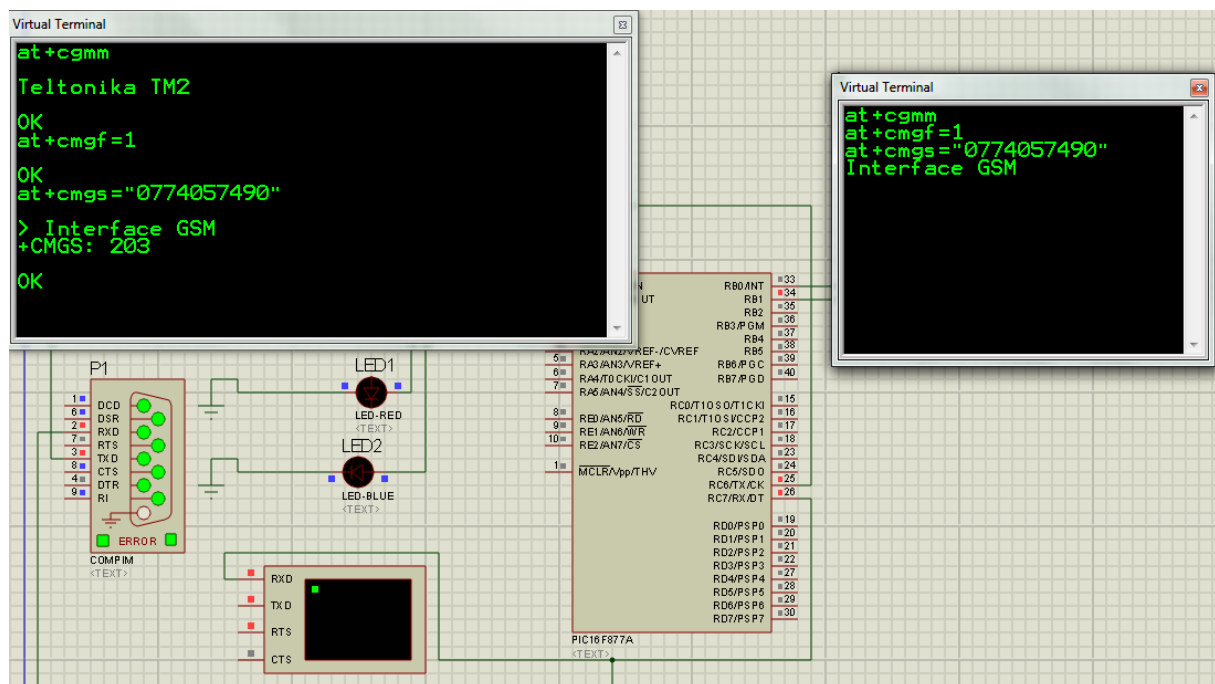 Virtual Terminal
at+cgmm
Teltonika TM2
OK
at+cmgf=1
OK
at+cmgs="0774057490"
> Interface GSM
+CMGS: 203
OK
Virtual Terminal
at+cgmm
at+cmgf=1
at+cmgs="0774057490"
Interface GSM
P1
1
DCD
6
DSR
2
RXD
7
RTS
3
TXD
8
CTS
4
DTR
9
RI
ERROR
COMPIM
<TEXT>
LED1
LED-RED
<TEXT>
LED2
LED-BLUE
<TEXT>
RXD
TXD
RTS
CTS
N
UT
RA2/AN2/VREF-/CVREF
5
RA3/AN3/VREF+
6
RA4/T0CKI/C1OUT
7
RA5/AN4/SS/C2OUT
8
RE0/AN5/RD
9
RE1/AN6/WR
10
RE2/AN7/CS
1
MCLR/Vpp/THV
RB0/INT
33
RB1
34
RB2
35
RB3/PGM
36
RB4
37
RB5
38
RB6/PGC
39
RB7/PGD
40
RC0/T1OSO/T1CKI
15
RC1/T1OSI/CCP2
16
RC2/CCP1
17
RC3/SCK/SCL
18
RC4/SDI/SDA
23
RC5/SDO
24
RC6/TX/CK
25
RC7/RX/DT
26
RD0/PSP0
19
RD1/PSP1
20
RD2/PSP2
21
RD3/PSP3
22
RD4/PSP4
27
RD5/PSP5
28
RD6/PSP6
29
RD7/PSP7
30
PIC16F877A
<TEXT>